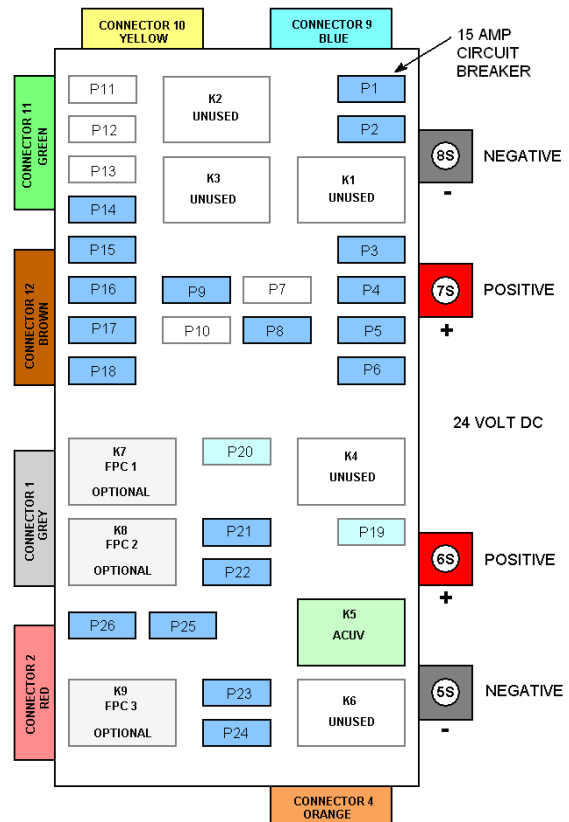 CONNECTOR 10
YELLOW
CONNECTOR 9
BLUE
15 AMP
CIRCUIT
BREAKER
CONNECTOR 11
GREEN
P11
K2
UNUSED
P1
P12
P2
P13
K3
UNUSED
K1
UNUSED
8S
NEGATIVE
-
P14
CONNECTOR 12
BROWN
P15
P3
P16
P9
P7
P4
7S
POSITIVE
+
P17
P10
P8
P5
P18
P6
24 VOLT DC
CONNECTOR 1
GREY
K7
FPC 1
OPTIONAL
P20
K4
UNUSED
K8
FPC 2
OPTIONAL
P21
P19
P22
6S
POSITIVE
+
CONNECTOR 2
RED
P26
P25
K5
ACUV
K9
FPC 3
OPTIONAL
P23
P24
K6
UNUSED
5S
NEGATIVE
-
CONNECTOR 4
ORANGE